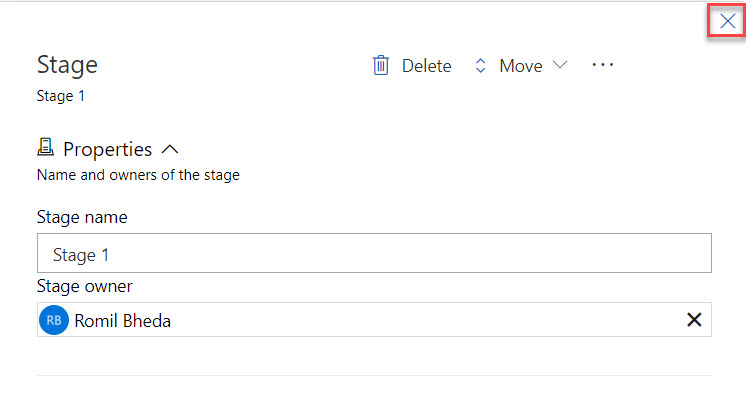 Stage
Delete
Move
...
Stage 1
Properties
Name and owners of the stage
Stage name
Stage 1
Stage owner
RB Romil Bheda